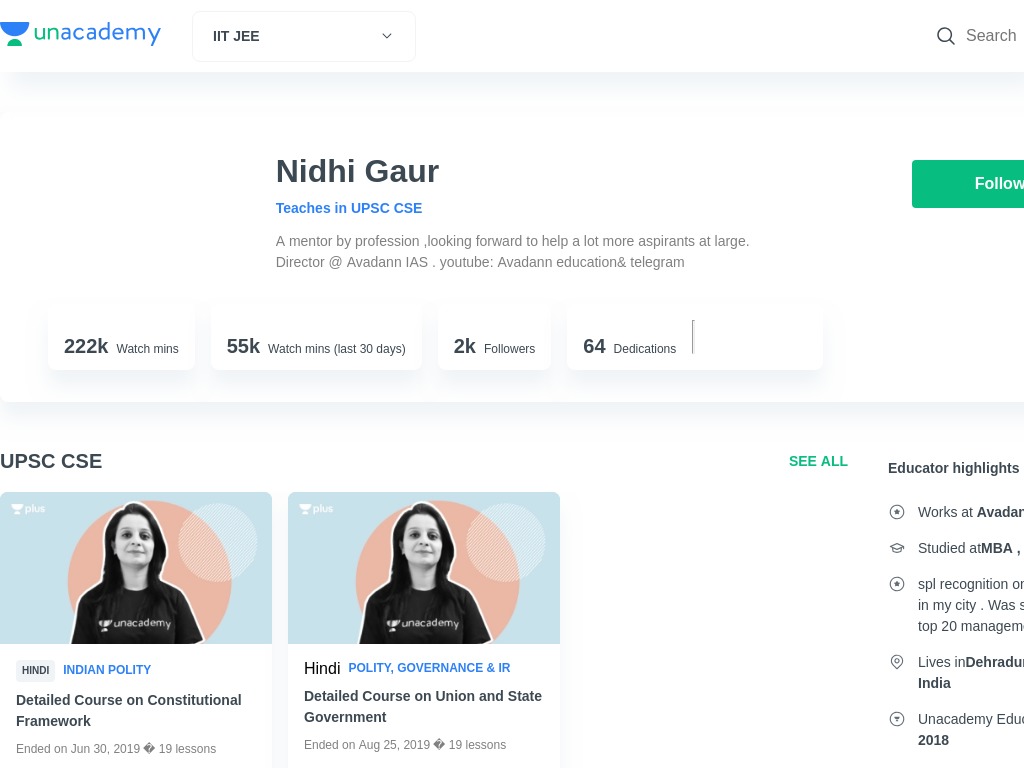 unacademy
IIT JEE
Search
Nidhi Gaur
Follow
Teaches in UPSC CSE
A mentor by profession ,looking forward to help a lot more aspirants at large.
Director @ Avadann IAS . youtube: Avadann education& telegram
222k Watch mins
55k Watch mins (last 30 days)
2k Followers
64 Dedications
UPSC CSE
SEE ALL
plus
unacademy
HINDI INDIAN POLITY
Detailed Course on Constitutional
Framework
Ended on Jun 30, 2019 � 19 lessons
plus
unacademy
Hindi POLITY, GOVERNANCE & IR
Detailed Course on Union and State
Government
Ended on Aug 25, 2019 � 19 lessons
Educator highlights
Works at
Studied atMBA ,
spl recognition
in my city . Was
top 20
Lives in
India
Unacademy
2018